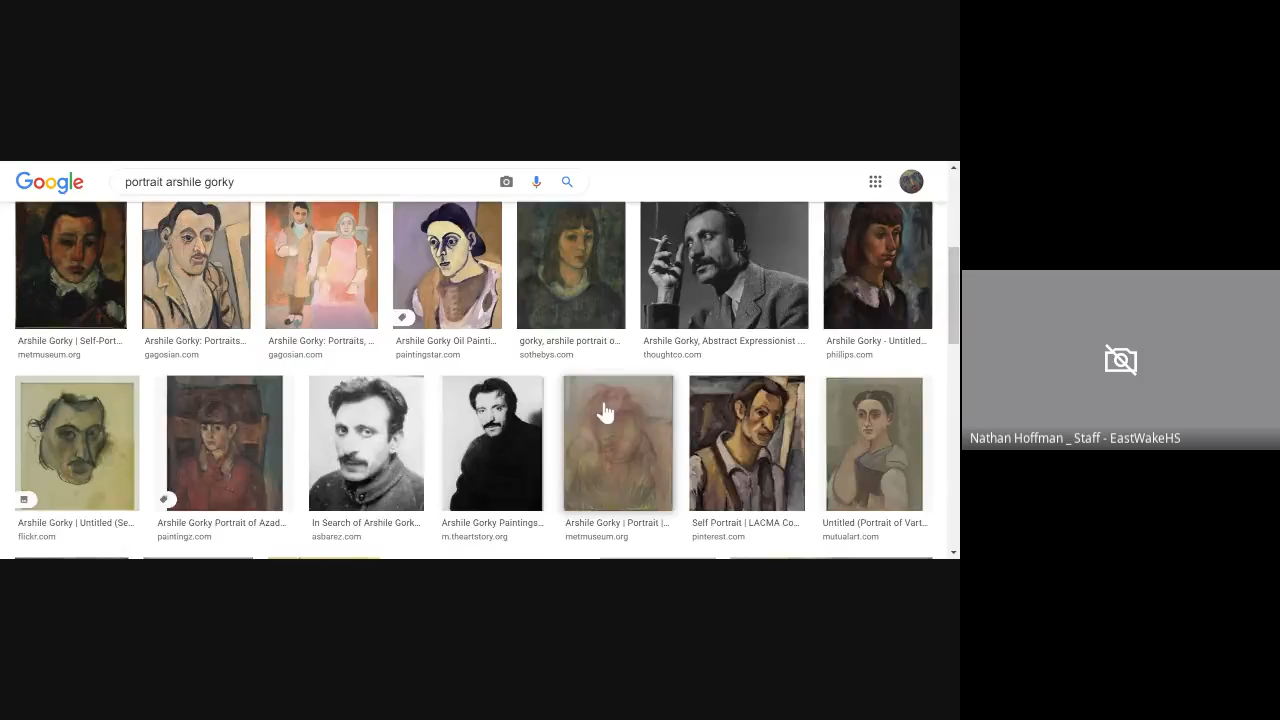 Google
portrait arshile gorky
Arshile Gorky | Self-Port...
metmuseum.org
Arshile Gorky: Portraits...
gagosian.com
Arshile Gorky: Portraits, ...
gagosian.com
Arshile Gorky Oil Painti...
paintingstar.com
gorky, arshile portrait o...
sothebys.com
Arshile Gorky, Abstract Expressionist ...
thoughtco.com
Arshile Gorky - Untitled...
phillips.com
Arshile Gorky | Untitled (Se...
flickr.com
Arshile Gorky Portrait of Azad...
paintingz.com
In Search of Arshile Gork...
asbarez.com
Arshile Gorky Paintings...
m.theartstory.org
Arshile Gorky | Portrait |...
metmuseum.org
Self Portrait | LACMA Co...
pinterest.com
Untitled (Portrait of Vart...
mutualart.com
Nathan Hoffman _ Staff - EastWakeHS